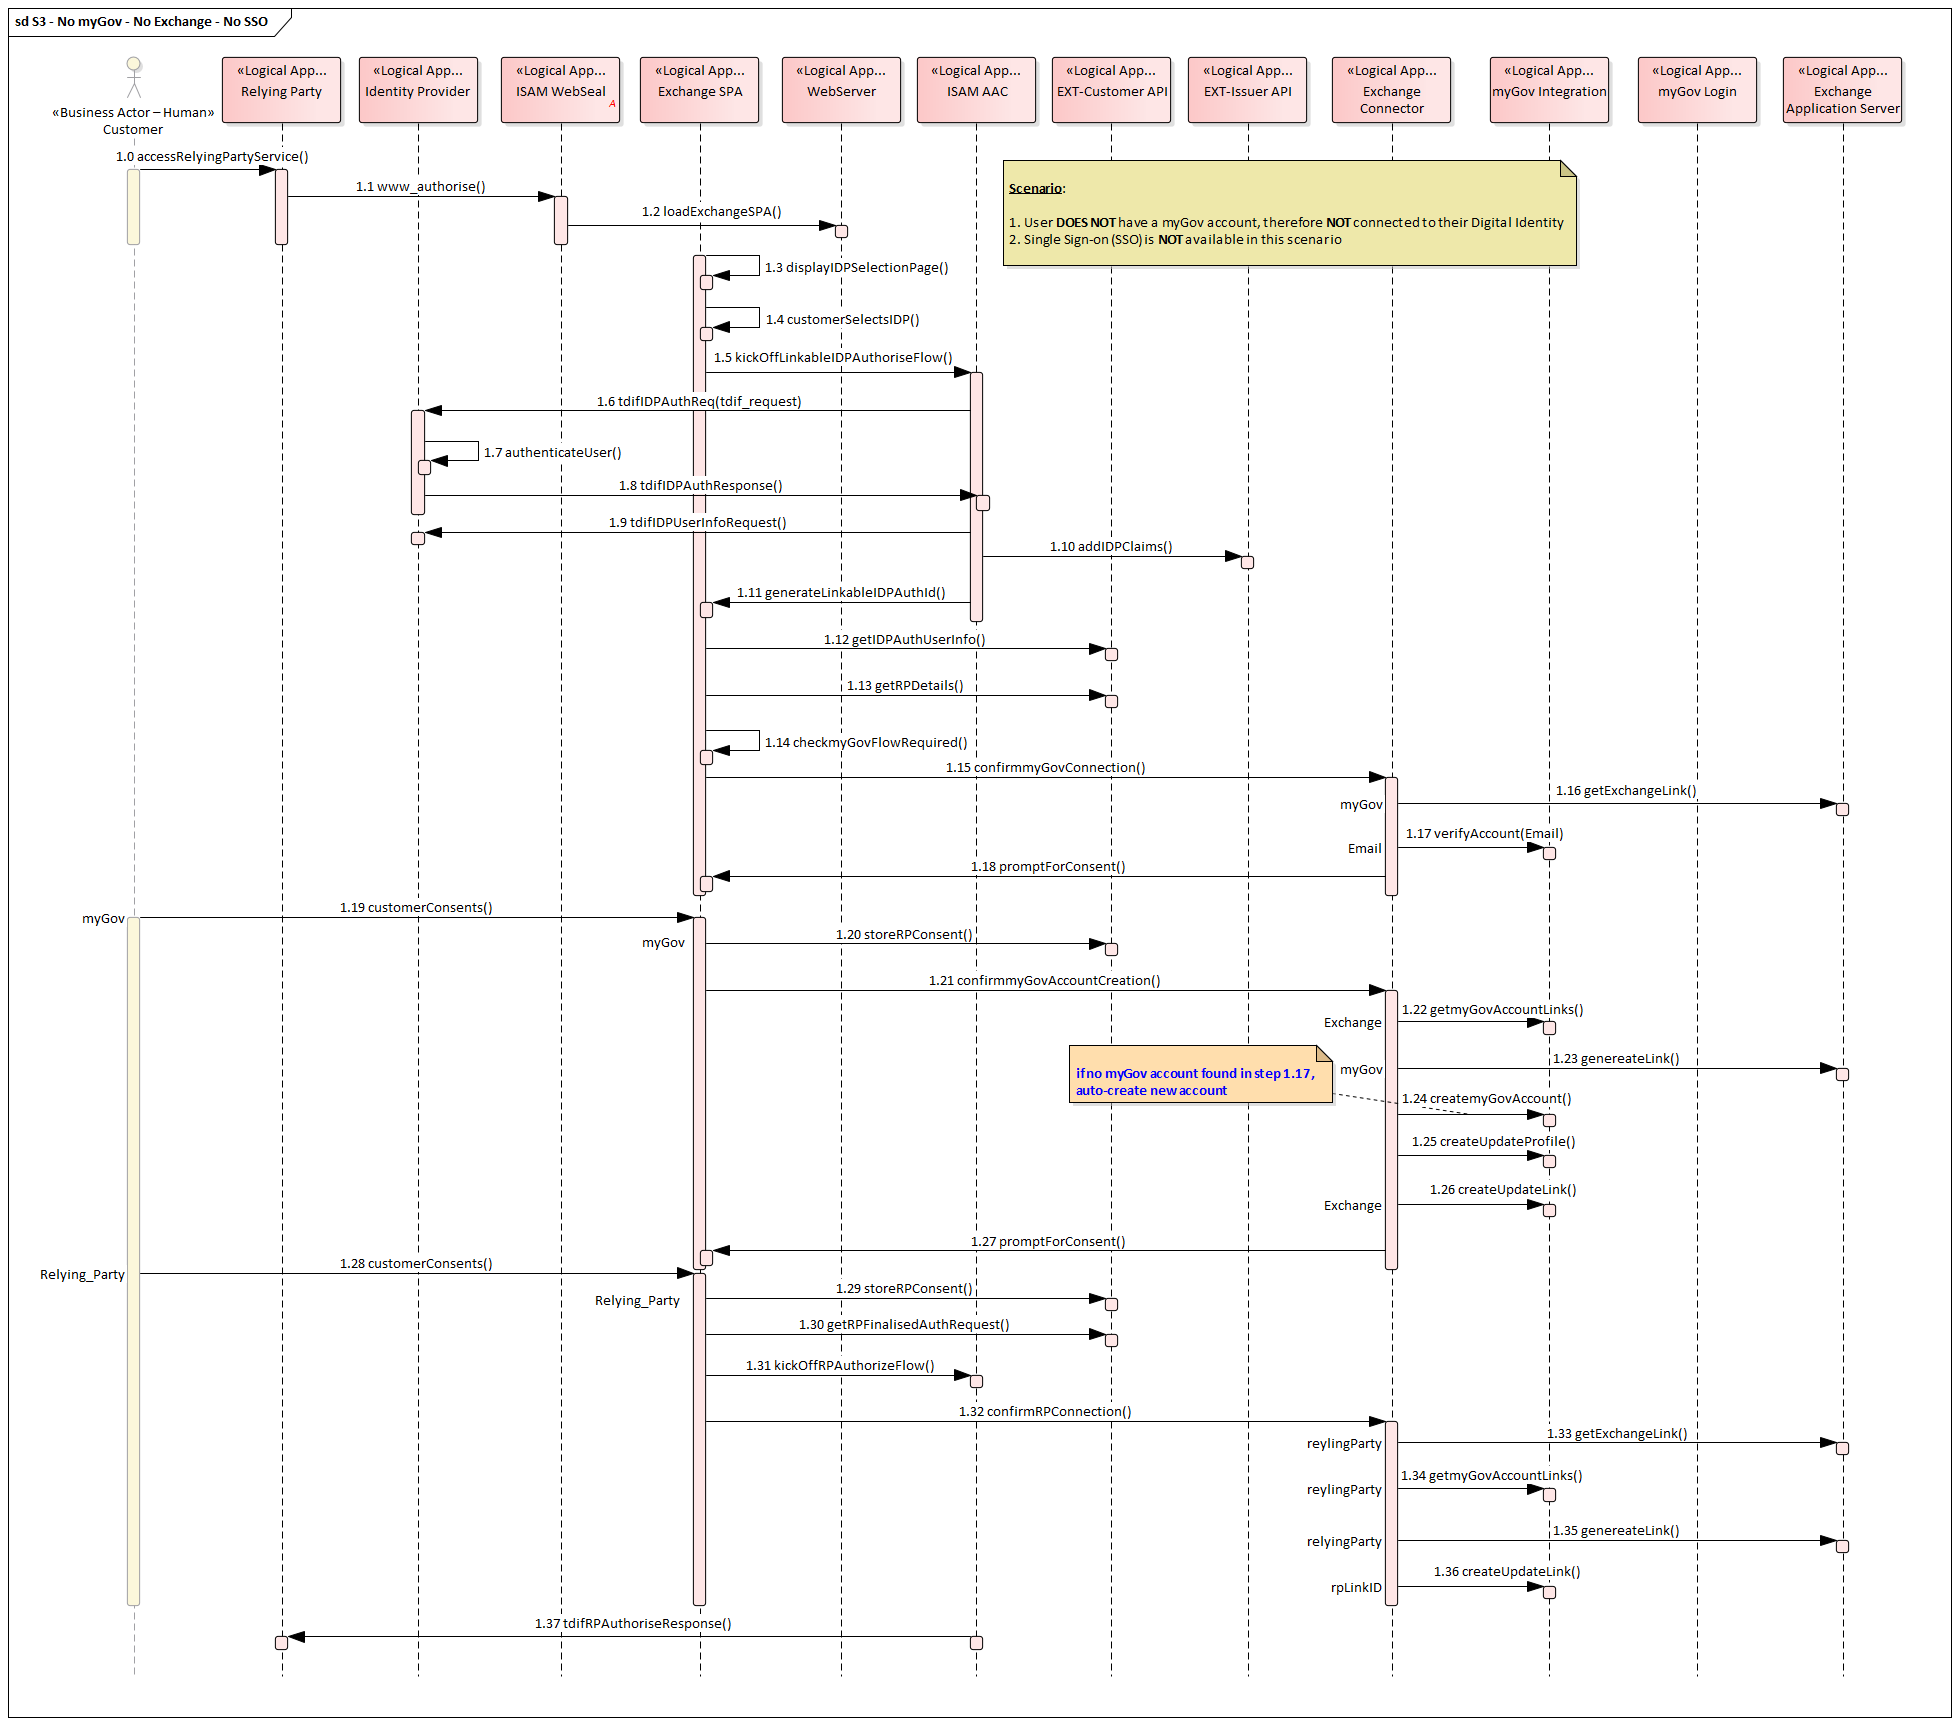 sd S3 - No myGov - No Exchange - No SSO
«Business Actor – Human»
Customer
«Logical App...
Relying Party
«Logical App...
Identity Provider
«Logical App...
ISAM WebSeal
A
«Logical App...
Exchange SPA
«Logical App...
WebServer
«Logical App...
ISAM AAC
«Logical App...
EXT-Customer API
«Logical App...
EXT-Issuer API
«Logical App...
Exchange
Connector
«Logical App...
myGov Integration
«Logical App...
myGov Login
«Logical App...
Exchange
Application Server
1.0 accessRelyingPartyService()
1.1 www_authorise()
1.2 loadExchangeSPA()
Scenario:
1. User DOES NOT have a myGov account, therefore NOT connected to their Digital Identity
2. Single Sign-on (SSO) is NOT available in this scenario
1.3 displayIDPSelectionPage()
1.4 customerSelectsIDP()
1.5 kickOffLinkableIDPAuthoriseFlow()
1.6 tdifIDPAuthReq(tdif_request)
1.7 authenticateUser()
1.8 tdifIDPAuthResponse()
1.9 tdifIDPUserInfoRequest()
1.10 addIDPClaims()
1.11 generateLinkableIDPAuthId()
1.12 getIDPAuthUserInfo()
1.13 getRPDetails()
1.14 checkmyGovFlowRequired()
1.15 confirmmyGovConnection()
1.16 getExchangeLink()
myGov
1.17 verifyAccount(Email)
Email
1.18 promptForConsent()
1.19 customerConsents()
myGov
1.20 storeRPConsent()
myGov
1.21 confirmmyGovAccountCreation()
1.22 getmyGovAccountLinks()
Exchange
1.23 genereateLink()
myGov
if no myGov account found in step 1.17,
auto-create new account
1.24 createmyGovAccount()
1.25 createUpdateProfile()
1.26 createUpdateLink()
Exchange
1.27 promptForConsent()
1.28 customerConsents()
Relying_Party
1.29 storeRPConsent()
Relying_Party
1.30 getRPFinalisedAuthRequest()
1.31 kickOffRPAuthorizeFlow()
1.32 confirmRPConnection()
1.33 getExchangeLink()
reylingParty
1.34 getmyGovAccountLinks()
reylingParty
1.35 genereateLink()
relyingParty
1.36 createUpdateLink()
rpLinkID
1.37 tdifRPAuthoriseResponse()